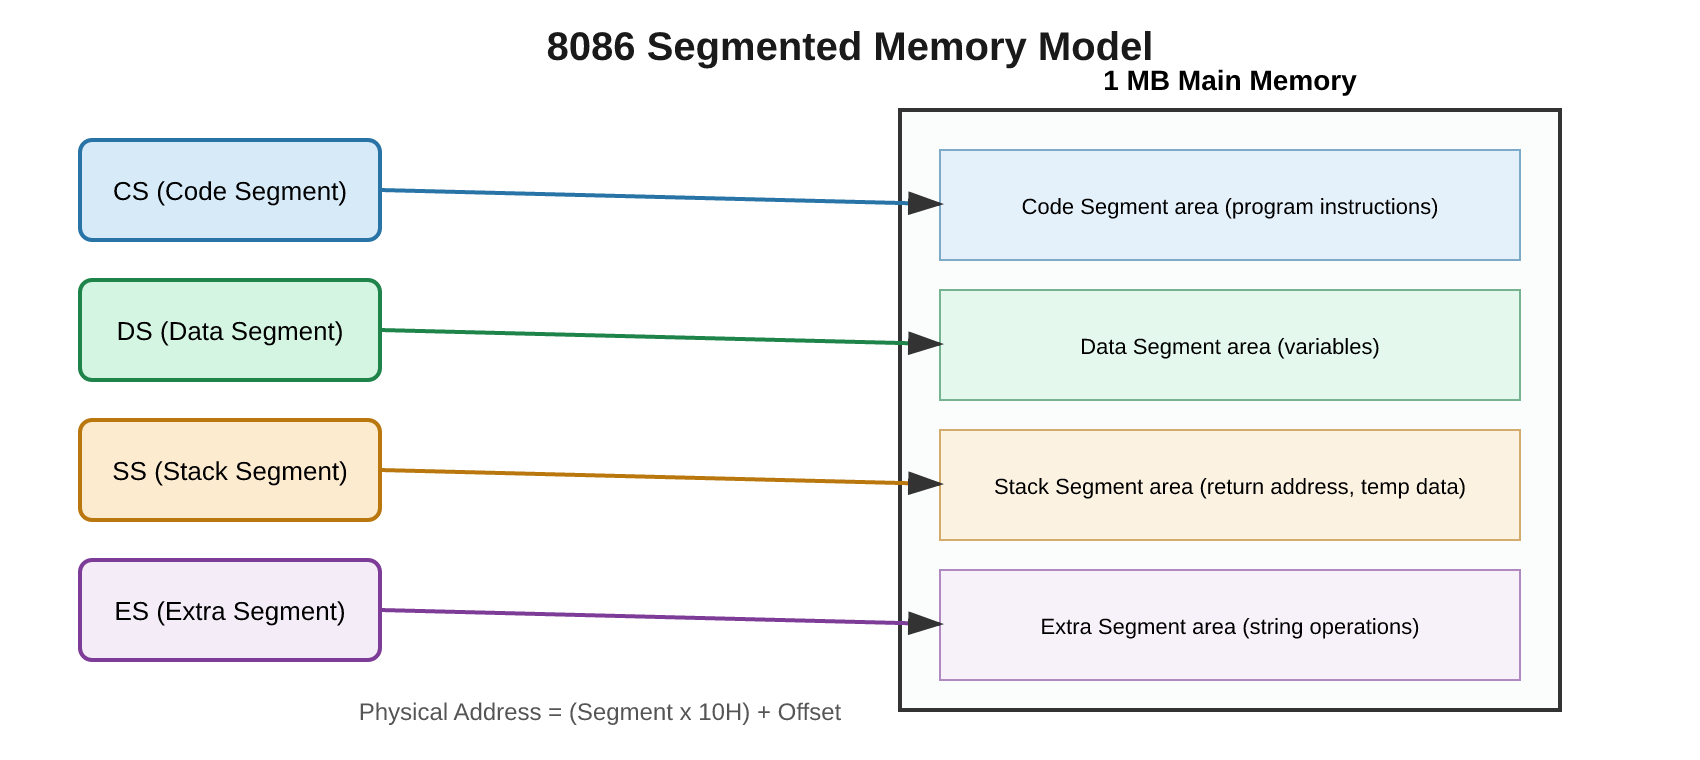 8086 Segmented Memory Model
1 MB Main Memory
CS (Code Segment)
Code Segment area (program instructions)
DS (Data Segment)
Data Segment area (variables)
SS (Stack Segment)
Stack Segment area (return address, temp data)
ES (Extra Segment)
Extra Segment area (string operations)
Physical Address = (Segment x 10H) + Offset